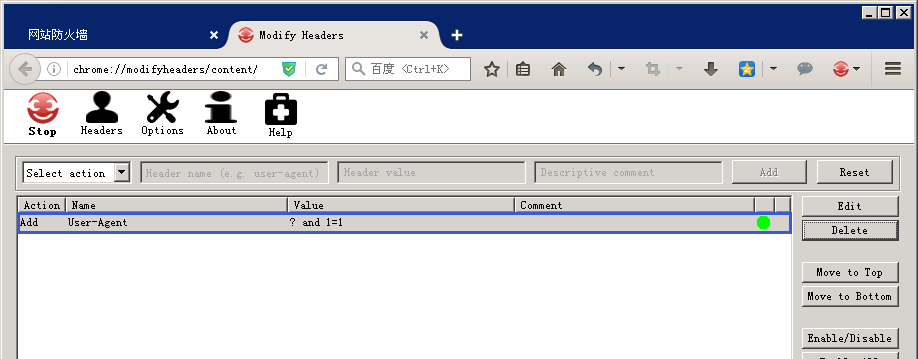 网站防火墙
Modify Headers
chrome://modifyheaders/content/
百度 <Ctrl+K>
Stop
Headers
Options
About
Help
Select action
Header name (e.g. user-agent)
Header value
Descriptive comment
Add
Reset
Action Name Value Comment
Add User-Agent ? and 1=1
Edit
Delete
Move to Top
Move to Bottom
Enable/Disable